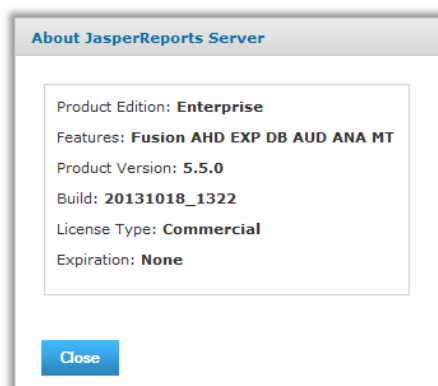 About JasperReports Server
Product Edition: Enterprise
Features: Fusion AHD EXP DB AUD ANA MT
Product Version: 5.5.0
Build: 20131018_1322
License Type: Commercial
Expiration: None
Close